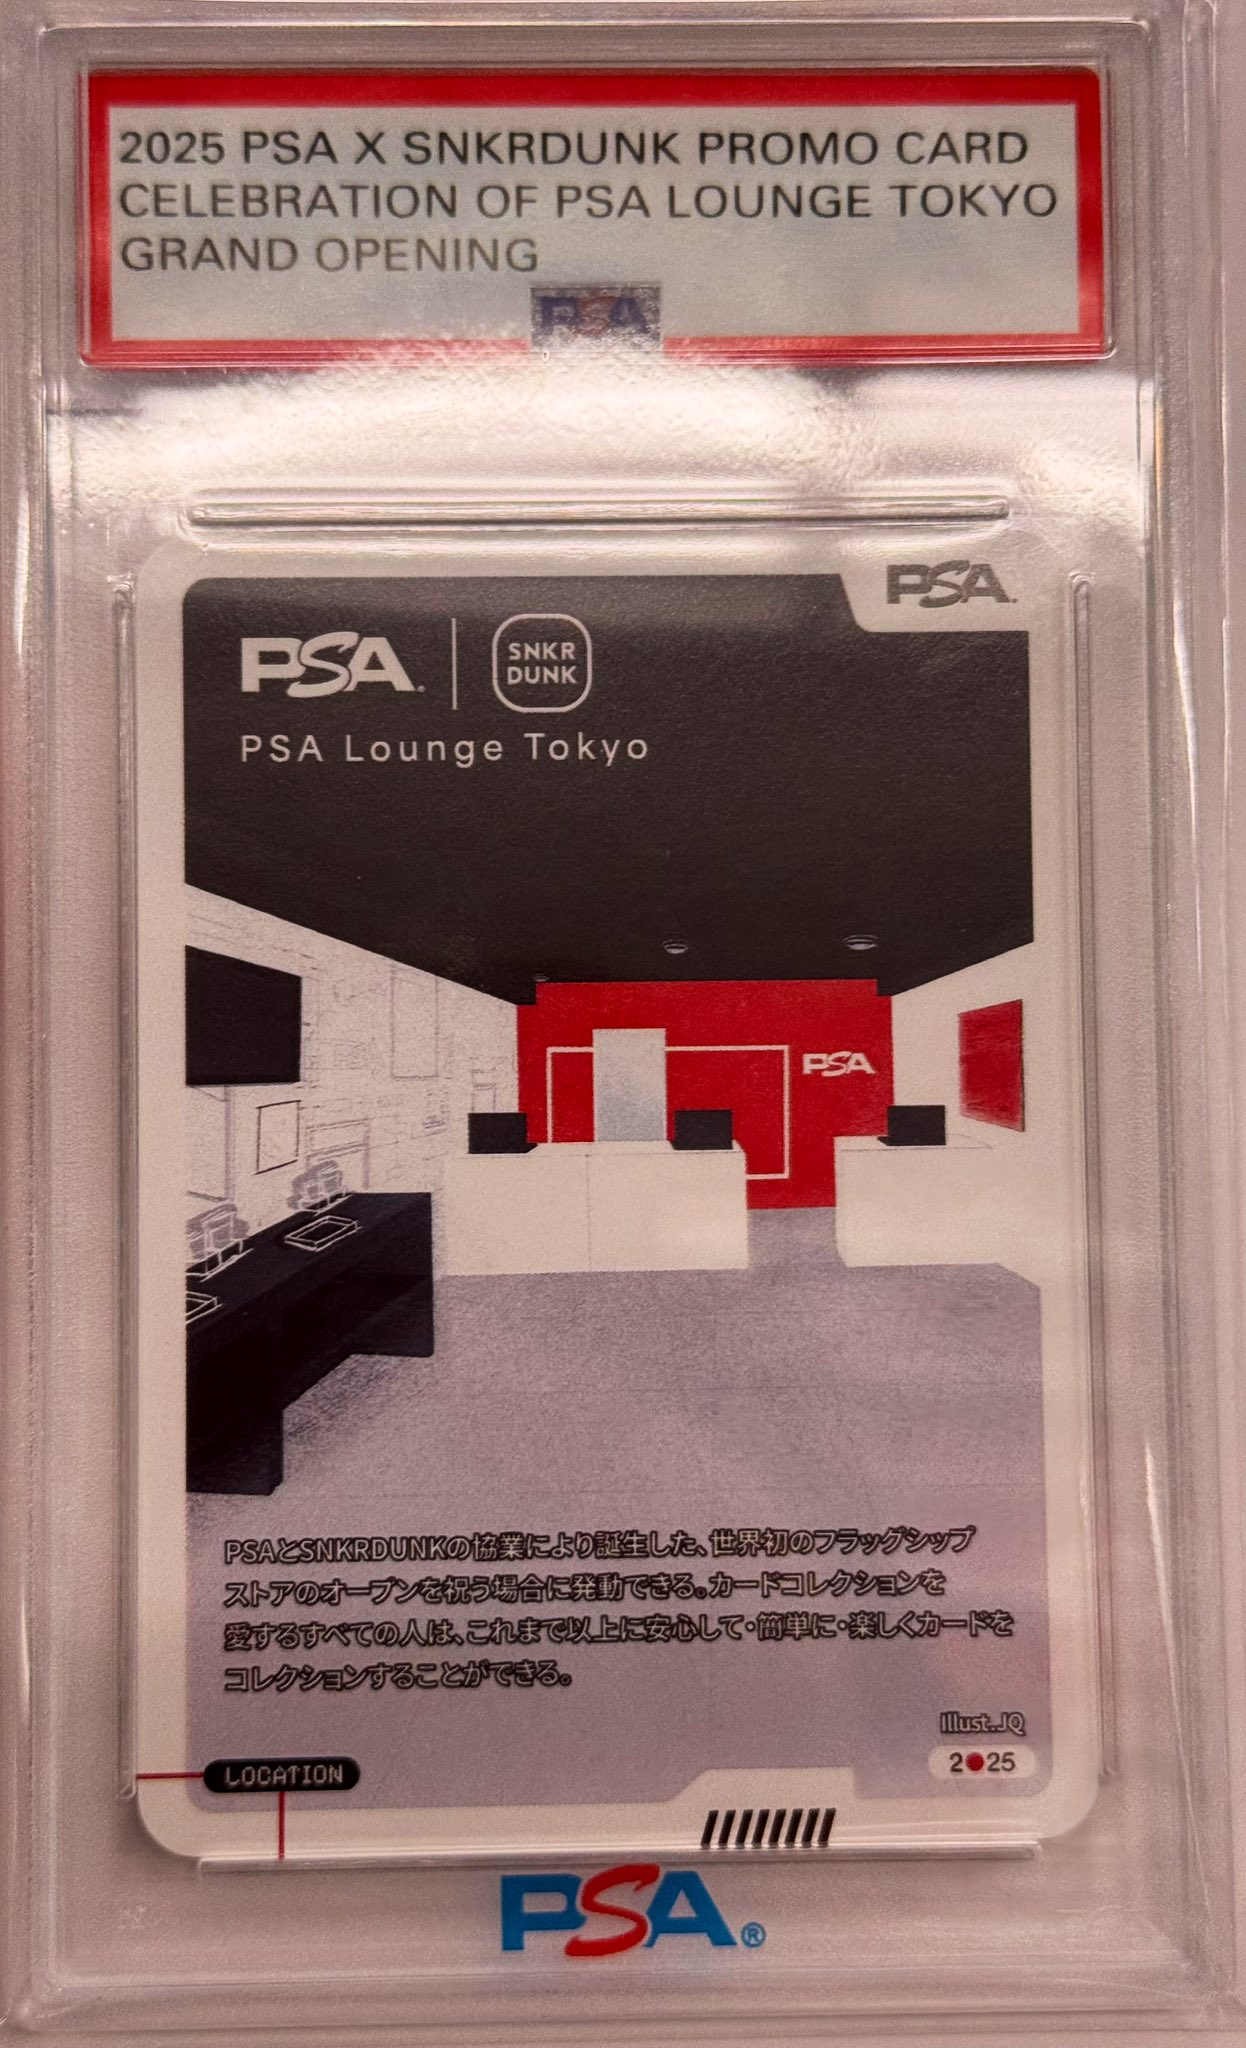 2025 PSA X SNKRDUNK PROMO CARD
CELEBRATION OF PSA LOUNGE TOKYO
GRAND OPENING
PSA
PSA.
PSA. SNKR
DUNK
PSA Lounge Tokyo
PSA
PSAとSNKRDUNKの協業により誕生した、世界初のフラッグシップ
ストアのオープンを祝う場合に発動できる。カードコレクションを
愛するすべての人は、これまで以上に安心して・簡単に・楽しくカードを
コレクションすることができる。
Illust.JQ
LOCATION
2●25
PSA®